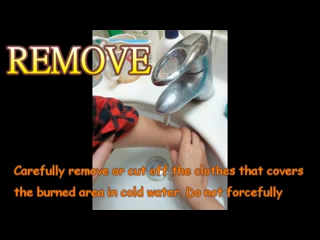 REMOVE
Carefully remove or cut off the clothes that covers
the burned area in cold water. Do not forcefully